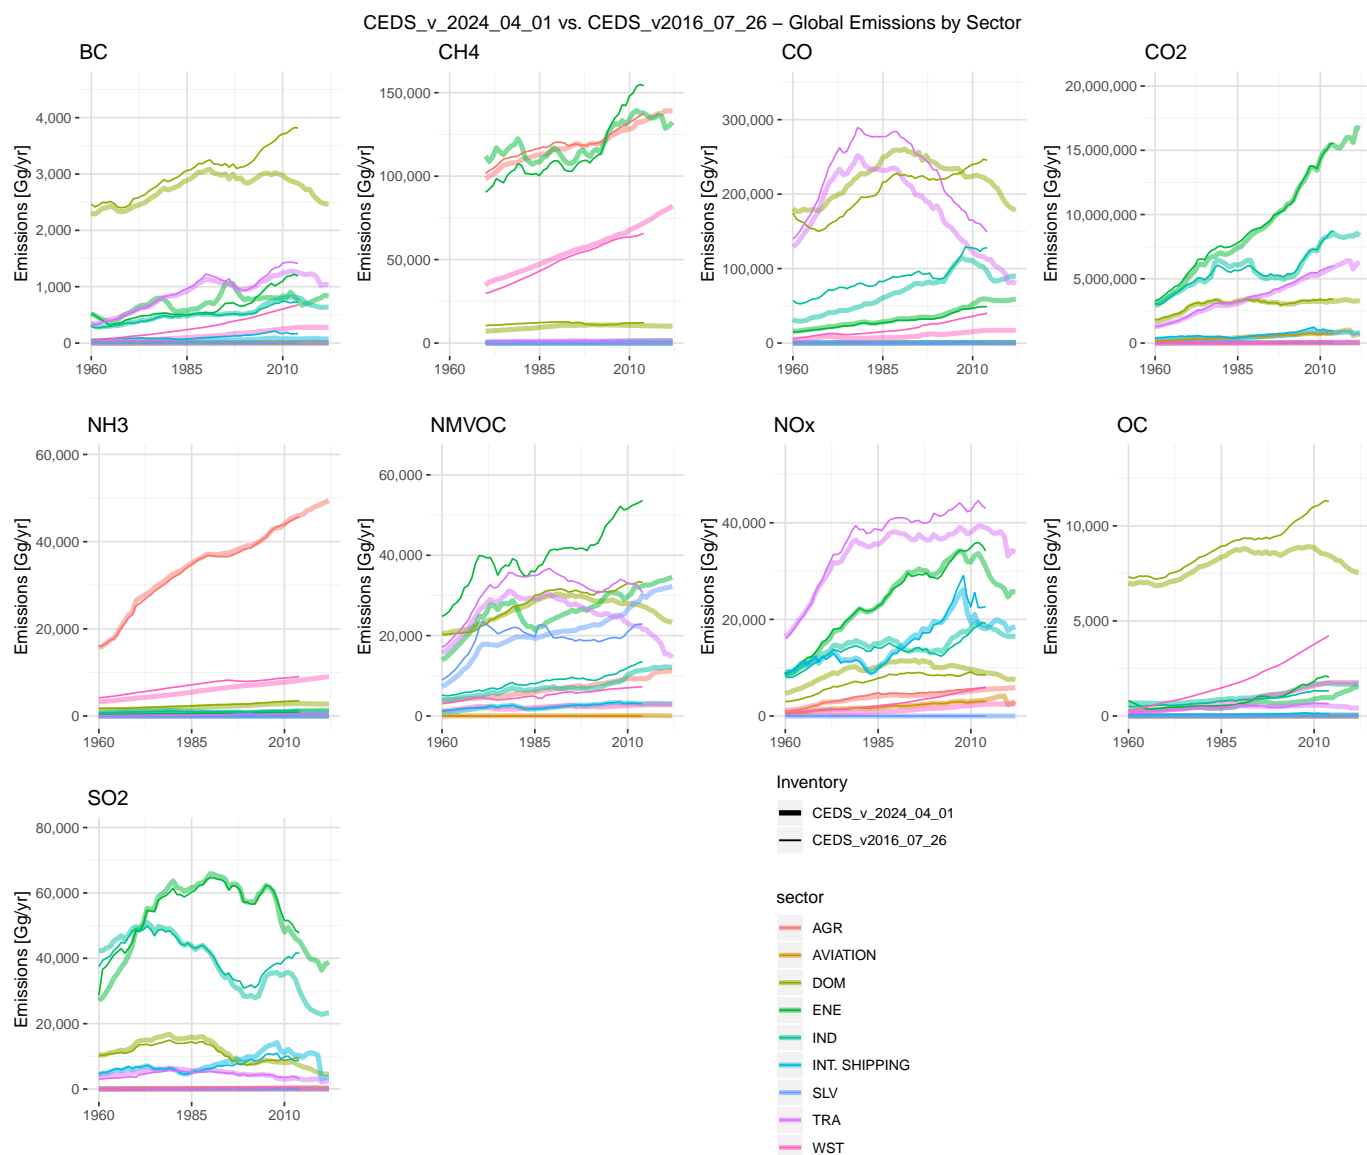 CEDS_v_2024_04_01 vs. CEDS_v2016_07_26 – Global Emissions by Sector
BC
Emissions [Gg/yr]
4,000
3,000
2,000
1,000
0
1960
1985
2010
CH4
Emissions [Gg/yr]
150,000
100,000
50,000
0
1960
1985
2010
CO
Emissions [Gg/yr]
300,000
200,000
100,000
0
1960
1985
2010
CO2
Emissions [Gg/yr]
20,000,000
15,000,000
10,000,000
5,000,000
0
1960
1985
2010
NH3
Emissions [Gg/yr]
60,000
40,000
20,000
0
1960
1985
2010
NMVOC
Emissions [Gg/yr]
60,000
40,000
20,000
0
1960
1985
2010
NOx
Emissions [Gg/yr]
40,000
20,000
0
1960
1985
2010
OC
Emissions [Gg/yr]
10,000
5,000
0
1960
1985
2010
SO2
Emissions [Gg/yr]
80,000
60,000
40,000
20,000
0
1960
1985
2010
Inventory
CEDS_v_2024_04_01
CEDS_v2016_07_26
sector
AGR
AVIATION
DOM
ENE
IND
INT. SHIPPING
SLV
TRA
WST